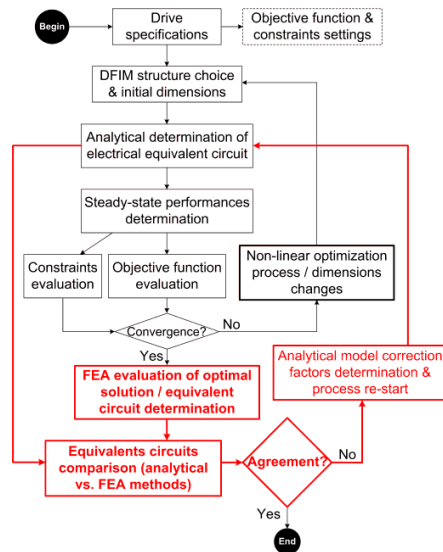 Begin
Drive
specifications
Objective function &
constraints settings
DFIM structure choice
& initial dimensions
Analytical determination of
electrical equivalent circuit
Steady-state performances
determination
Constraints
evaluation
Objective function
evaluation
Non-linear optimization
process / dimensions
changes
Convergence?
No
Yes
FEA evaluation of optimal
solution / equivalent
circuit determination
Analytical model correction
factors determination &
process re-start
Equivalents circuits
comparison (analytical
vs. FEA methods)
Agreement?
No
Yes
End